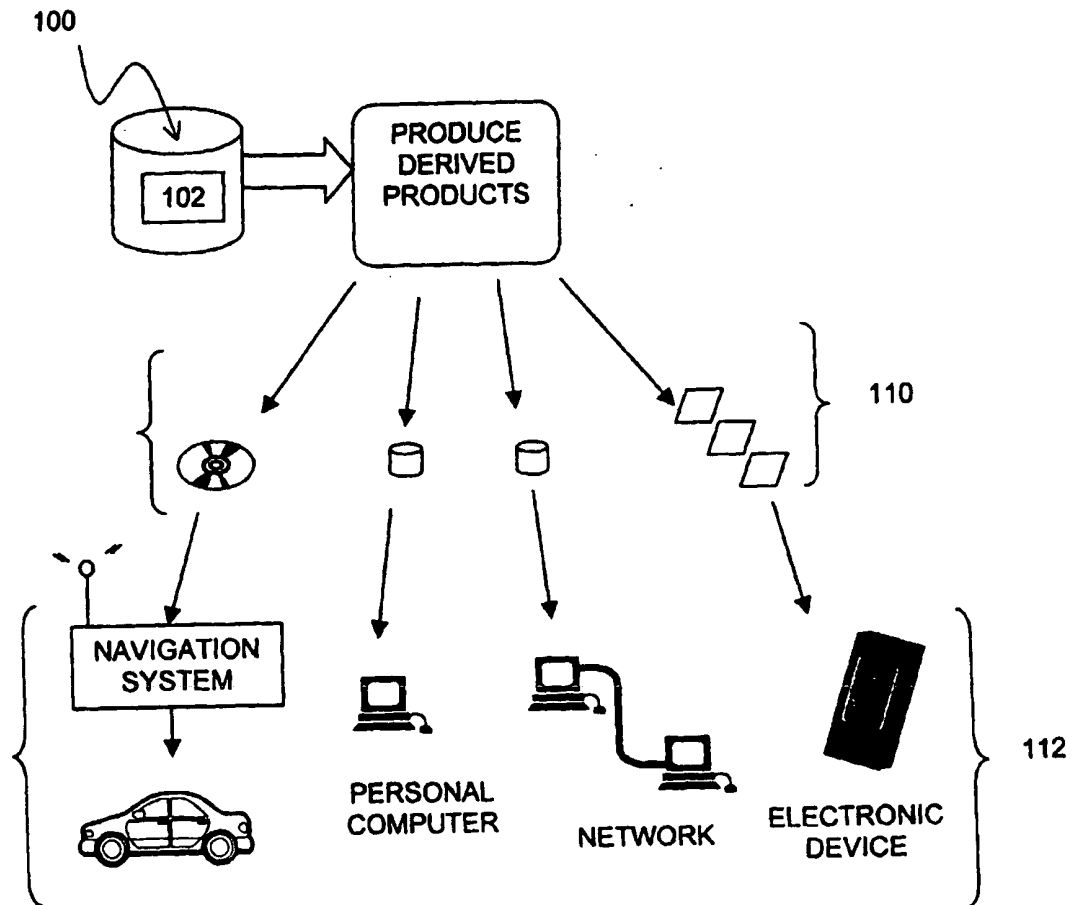 100
102
PRODUCE
DERIVED
PRODUCTS
110
NAVIGATION
SYSTEM
112
PERSONAL
COMPUTER
NETWORK
ELECTRONIC
DEVICE